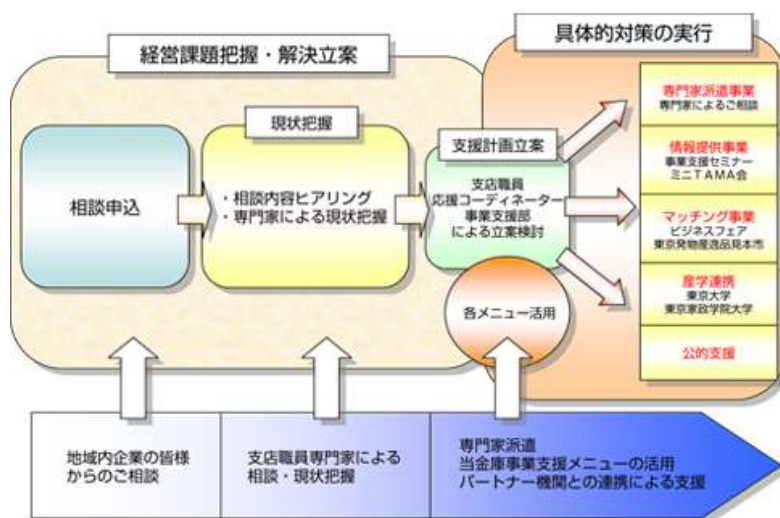 経営課題把握・解決立案
具体的対策の実行
相談申込
現状把握
・相談内容ヒアリング
・専門家による現状把握
支援計画立案
支店職員
応援コーディネーター
事業支援部
による立案検討
各メニュー活用
専門家派遣事業
専門家によるご相談
情報提供事業
事業支援セミナー
ミニTAMA会
マッチング事業
ビジネスフェア
東京発物産逸品見本市
産学連携
東京大学
東京家政学院大学
公的支援
地域内企業の皆様
からのご相談
支店職員専門家による
相談・現状把握
専門家派遣
当金庫事業支援メニューの活用
パートナー機関との連携による支援